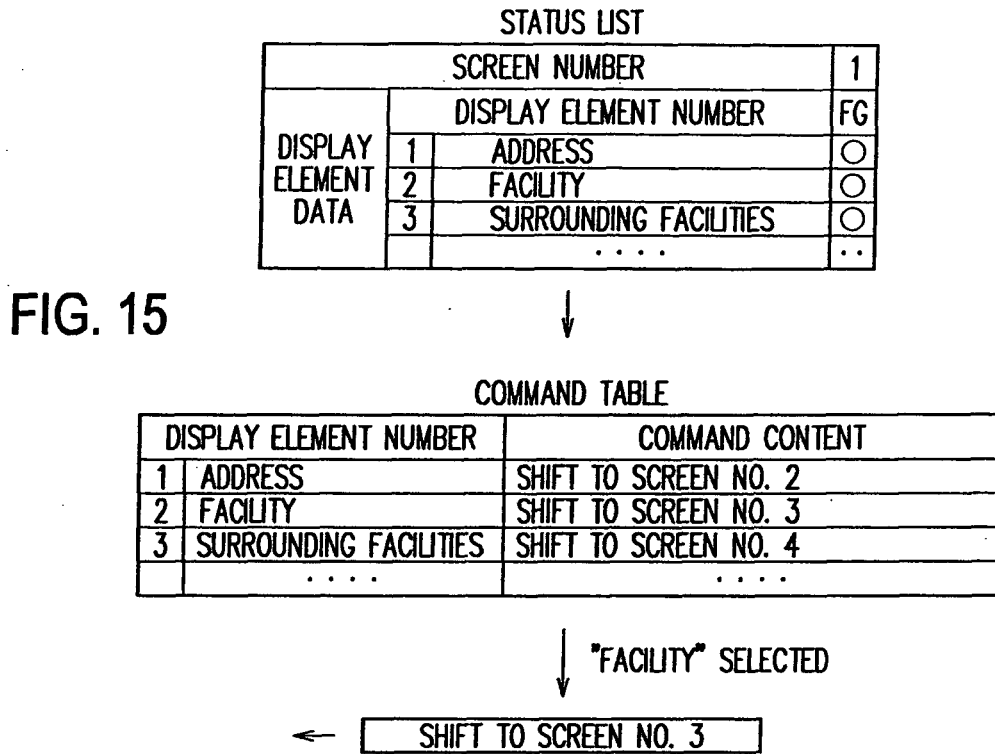 STATUS LIST
SCREEN NUMBER 1
DISPLAY ELEMENT NUMBER FG
DISPLAY ELEMENT DATA
1 ADDRESS ○
2 FACILITY ○
3 SURROUNDING FACILITIES ○
. . . . . .
FIG. 15
COMMAND TABLE
DISPLAY ELEMENT NUMBER COMMAND CONTENT
1 ADDRESS SHIFT TO SCREEN NO. 2
2 FACILITY SHIFT TO SCREEN NO. 3
3 SURROUNDING FACILITIES SHIFT TO SCREEN NO. 4
. . . . . . . .
"FACILITY" SELECTED
SHIFT TO SCREEN NO. 3